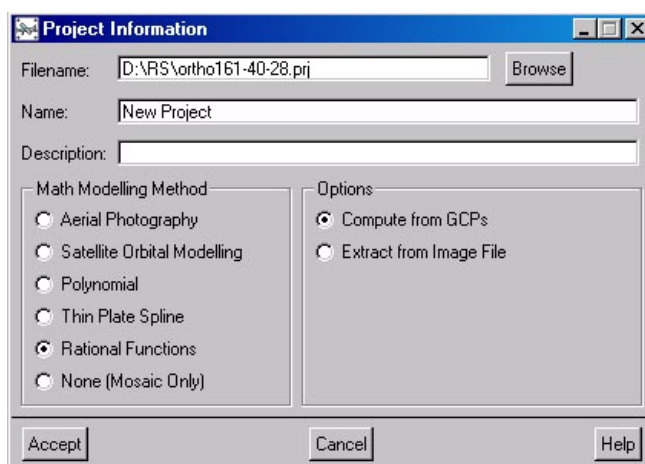 Project Information
Filename: D:\RS\ortho161-40-28.prj Browse
Name: New Project
Description:
Math Modelling Method
Aerial Photography
Satellite Orbital Modelling
Polynomial
Thin Plate Spline
Rational Functions
None (Mosaic Only)
Options
Compute from GCPs
Extract from Image File
Accept Cancel Help